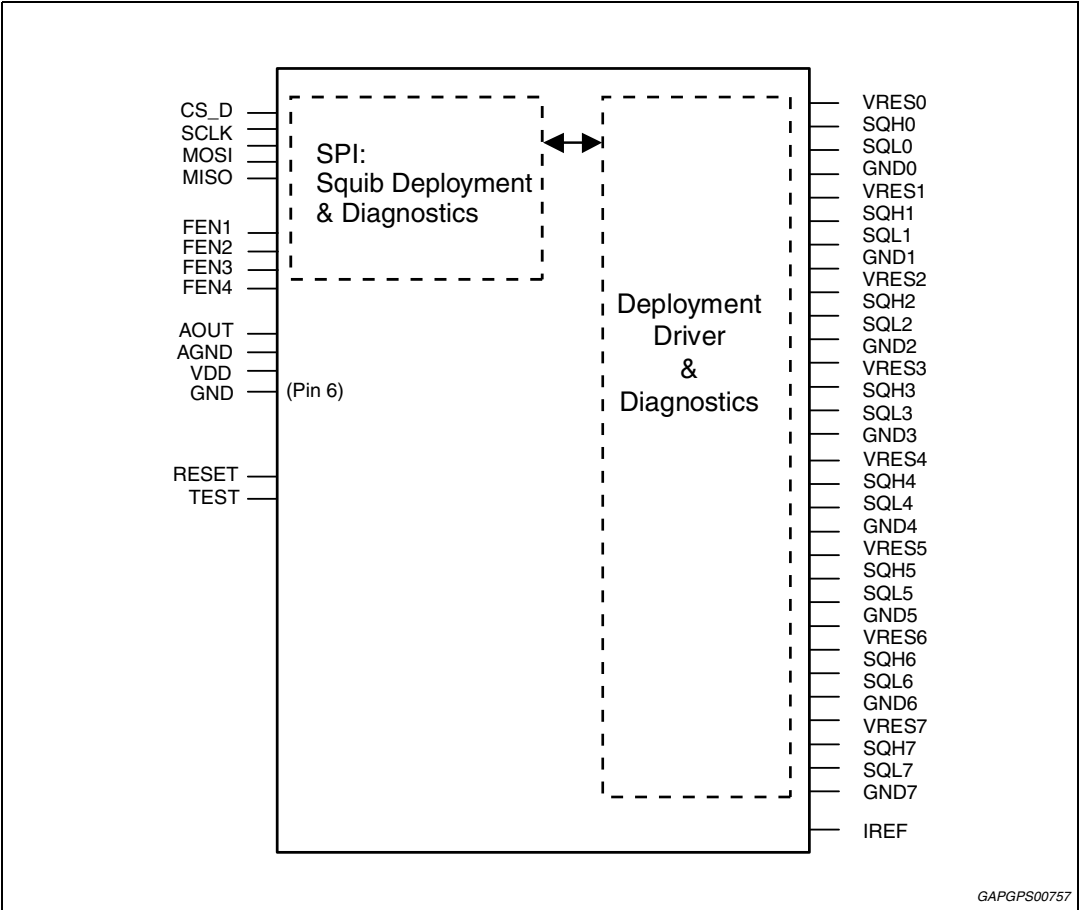 CS_D
SCLK
MOSI
MISO
FEN1
FEN2
FEN3
FEN4
AOUT
AGND
VDD
GND
(Pin 6)
RESET
TEST
SPI:
Squib Deployment
& Diagnostics
Deployment
Driver
&
Diagnostics
VRES0
SQH0
SQL0
GND0
VRES1
SQH1
SQL1
GND1
VRES2
SQH2
SQL2
GND2
VRES3
SQH3
SQL3
GND3
VRES4
SQH4
SQL4
GND4
VRES5
SQH5
SQL5
GND5
VRES6
SQH6
SQL6
GND6
VRES7
SQH7
SQL7
GND7
IREF
GAPGPS00757